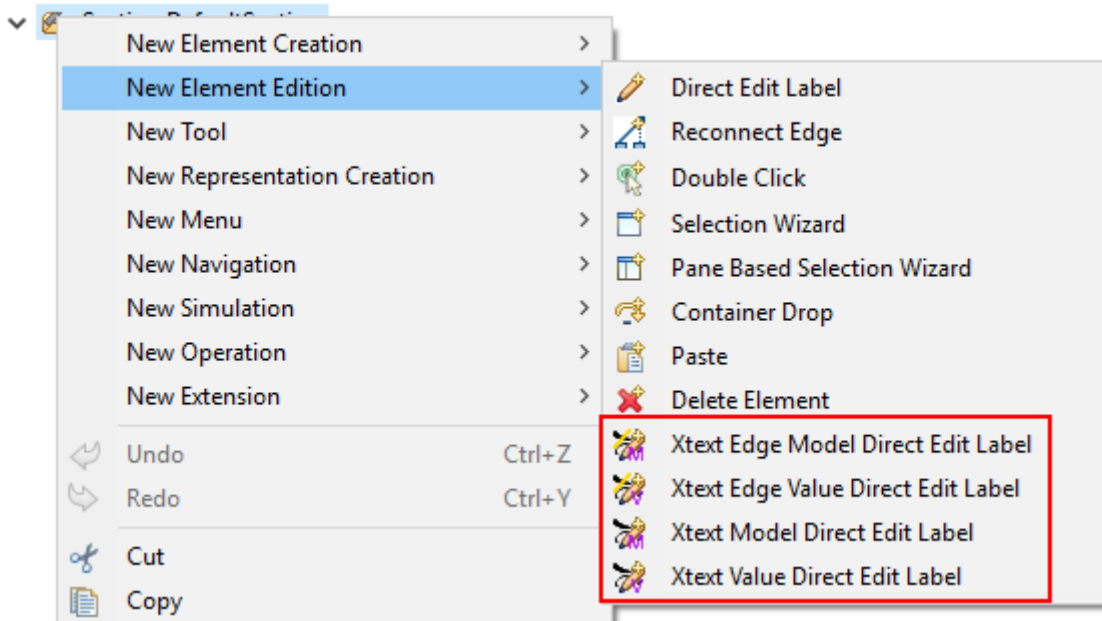 New Element Creation
New Element Edition
New Tool
New Representation Creation
New Menu
New Navigation
New Simulation
New Operation
New Extension
Undo Ctrl+Z
Redo Ctrl+Y
Cut
Copy
Direct Edit Label
Reconnect Edge
Double Click
Selection Wizard
Pane Based Selection Wizard
Container Drop
Paste
Delete Element
Xtext Edge Model Direct Edit Label
Xtext Edge Value Direct Edit Label
Xtext Model Direct Edit Label
Xtext Value Direct Edit Label